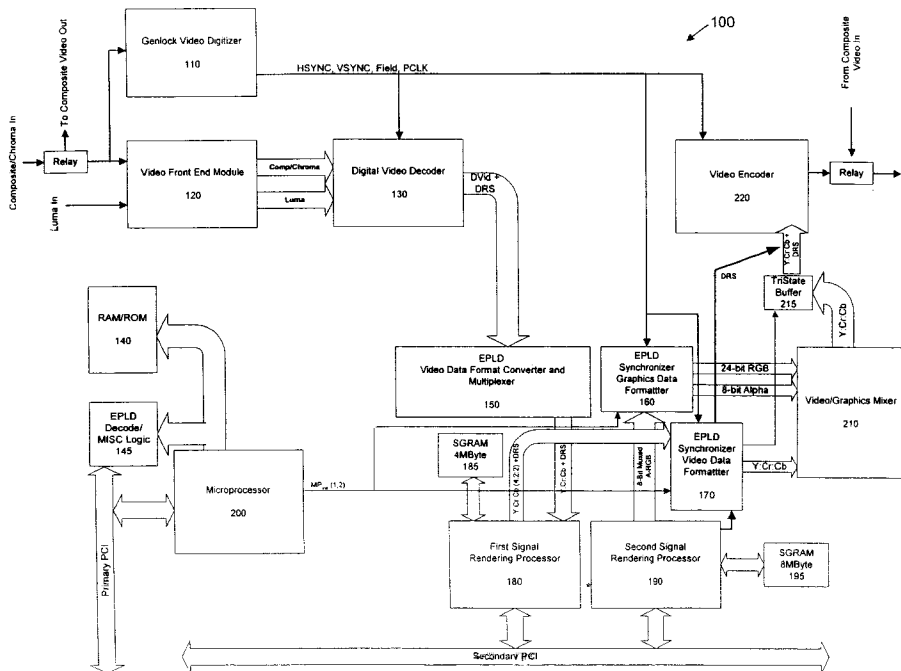 100
Genlock Video Digitizer
110
To Composite Video Out
From Composite
Video In
HSYNC, VSYNC, Field, PCLK
Composite/Chroma In
Relay
Luma In
Video Front End Module
120
Comp/Chroma
Luma
Digital Video Decoder
130
DVid +
DRS
Video Encoder
220
Relay
Y:Cr:Cb +
DRS
DRS
TriState
Buffer
215
Y:Cr:Cb
RAM/ROM
140
EPLD
Video Data Format Converter and
Multiplexer
150
EPLD
Synchronizer
Graphics Data
Formattter
160
24-bit RGB
8-bit Alpha
Video/Graphics Mixer
210
EPLD
Decode/
MISC Logic
145
SGRAM
4MByte
185
Y:Cr:Cb (4:2:2) +DRS
Y:Cr:Cb + DRS
8-Bit Muxed
A-RGB
EPLD
Synchronizer
Video Data
Formattter
170
Y:Cr:Cb
Microprocessor
200
(1,2)
First Signal
Rendering Processor
180
Second Signal
Rendering Processor
190
SGRAM
8MByte
195
Primary PCI
Secondary PCI